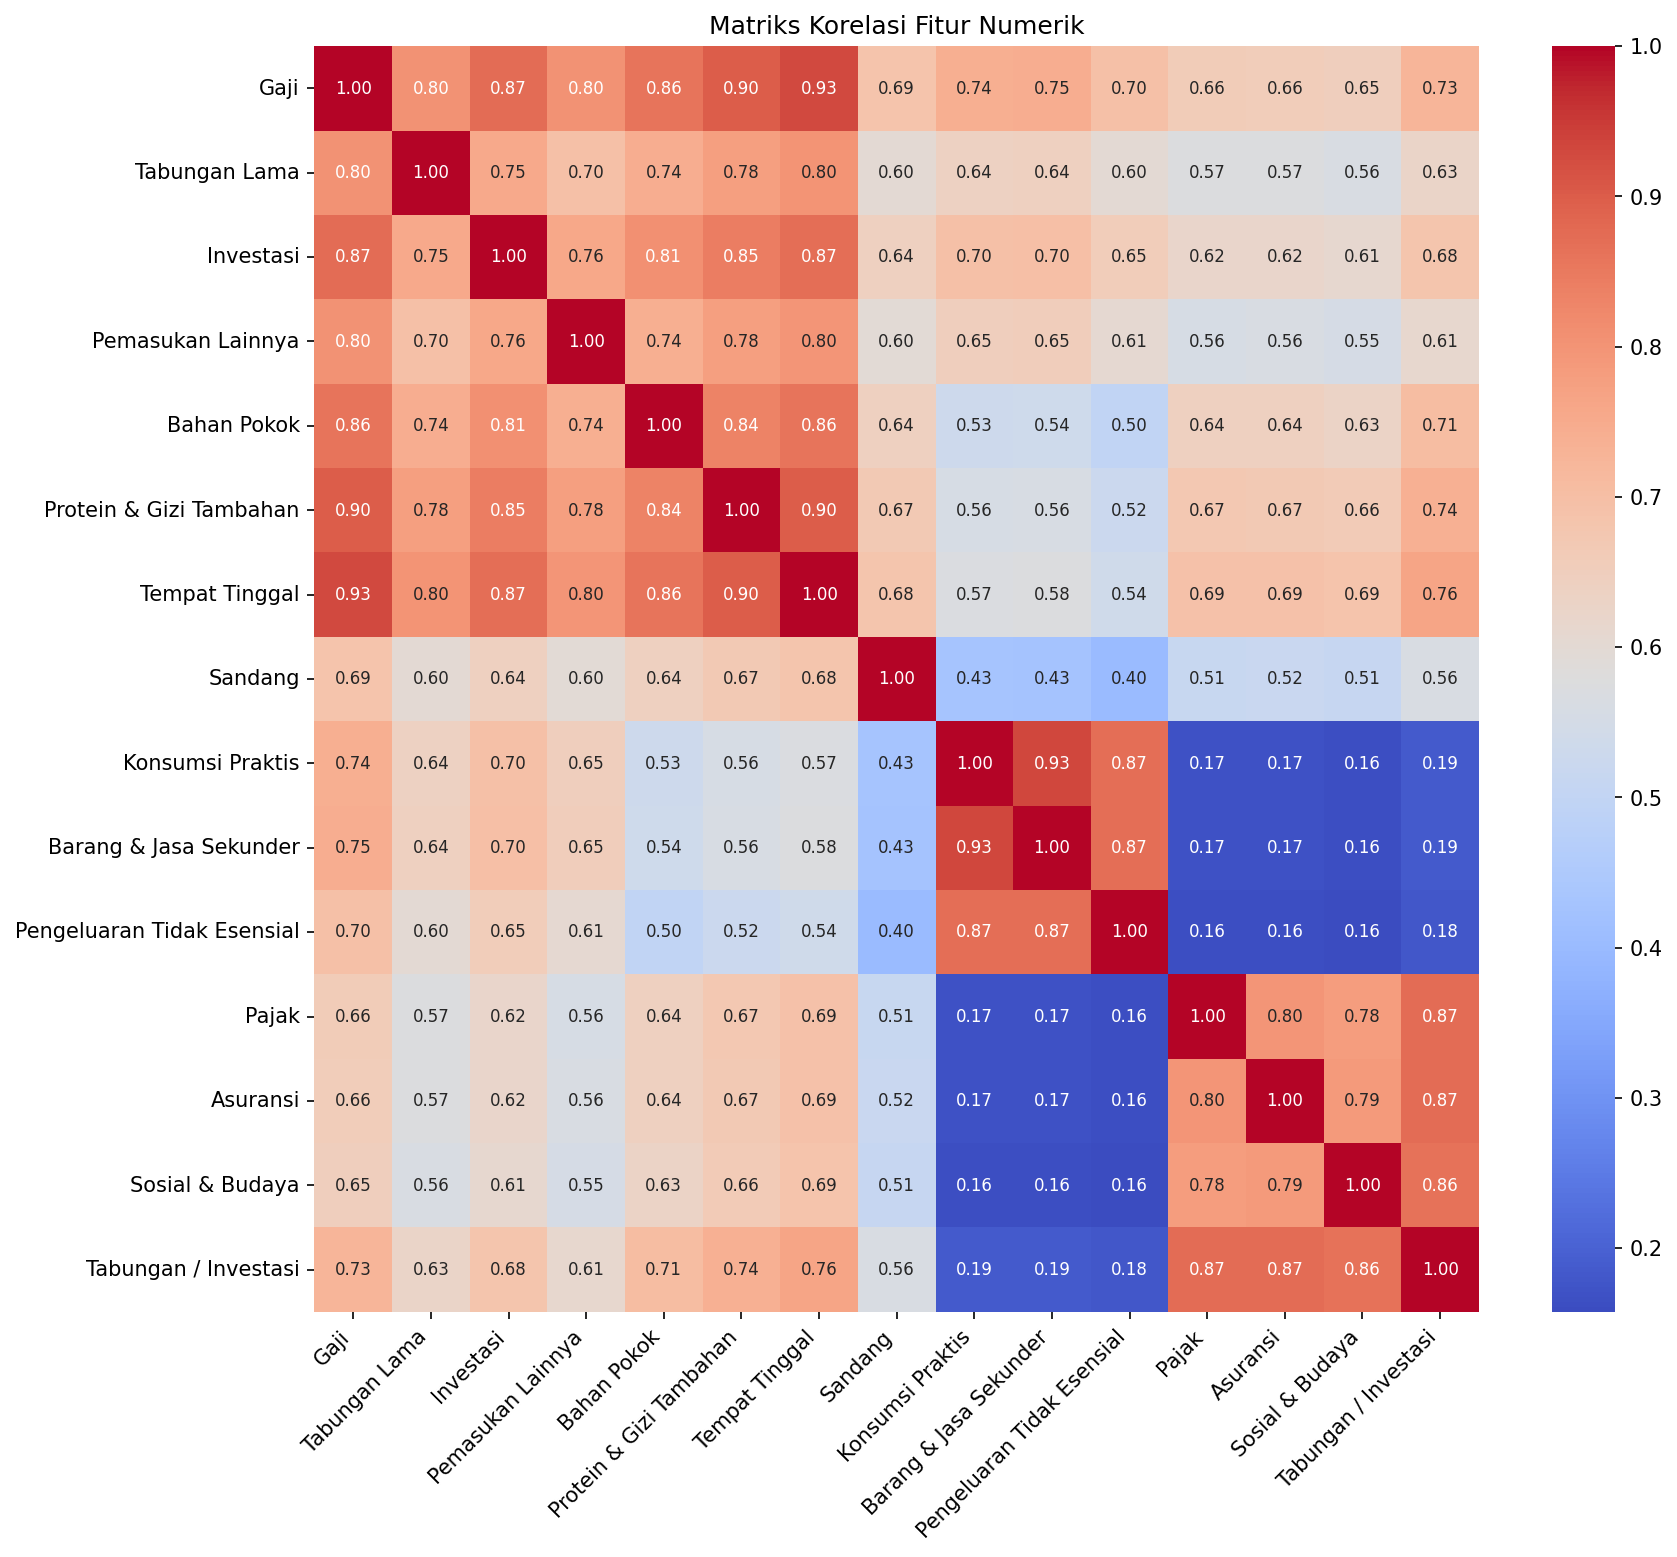 Matriks Korelasi Fitur Numerik
Gaji 1.00 0.80 0.87 0.80 0.86 0.90 0.93 0.69 0.74 0.75 0.70 0.66 0.66 0.65 0.73
Tabungan Lama 0.80 1.00 0.75 0.70 0.74 0.78 0.80 0.60 0.64 0.64 0.60 0.57 0.57 0.56 0.63
Investasi 0.87 0.75 1.00 0.76 0.81 0.85 0.87 0.64 0.70 0.70 0.65 0.62 0.62 0.61 0.68
Pemasukan Lainnya 0.80 0.70 0.76 1.00 0.74 0.78 0.80 0.60 0.65 0.65 0.61 0.56 0.56 0.55 0.61
Bahan Pokok 0.86 0.74 0.81 0.74 1.00 0.84 0.86 0.64 0.53 0.54 0.50 0.64 0.64 0.63 0.71
Protein & Gizi Tambahan 0.90 0.78 0.85 0.78 0.84 1.00 0.90 0.67 0.56 0.56 0.52 0.67 0.67 0.66 0.74
Tempat Tinggal 0.93 0.80 0.87 0.80 0.86 0.90 1.00 0.68 0.57 0.58 0.54 0.69 0.69 0.69 0.76
Sandang 0.69 0.60 0.64 0.60 0.64 0.67 0.68 1.00 0.43 0.43 0.40 0.51 0.52 0.51 0.56
Konsumsi Praktis 0.74 0.64 0.70 0.65 0.53 0.56 0.57 0.43 1.00 0.93 0.87 0.17 0.17 0.16 0.19
Barang & Jasa Sekunder 0.75 0.64 0.70 0.65 0.54 0.56 0.58 0.43 0.93 1.00 0.87 0.17 0.17 0.16 0.19
Pengeluaran Tidak Esensial 0.70 0.60 0.65 0.61 0.50 0.52 0.54 0.40 0.87 0.87 1.00 0.16 0.16 0.16 0.18
Pajak 0.66 0.57 0.62 0.56 0.64 0.67 0.69 0.51 0.17 0.17 0.16 1.00 0.80 0.78 0.87
Asuransi 0.66 0.57 0.62 0.56 0.64 0.67 0.69 0.52 0.17 0.17 0.16 0.80 1.00 0.79 0.87
Sosial & Budaya 0.65 0.56 0.61 0.55 0.63 0.66 0.69 0.51 0.16 0.16 0.16 0.78 0.79 1.00 0.86
Tabungan / Investasi 0.73 0.63 0.68 0.61 0.71 0.74 0.76 0.56 0.19 0.19 0.18 0.87 0.87 0.86 1.00
Gaji
Tabungan Lama
Investasi
Pemasukan Lainnya
Bahan Pokok
Protein & Gizi Tambahan
Tempat Tinggal
Sandang
Konsumsi Praktis
Barang & Jasa Sekunder
Pengeluaran Tidak Esensial
Pajak
Asuransi
Sosial & Budaya
Tabungan / Investasi
1.0
0.9
0.8
0.7
0.6
0.5
0.4
0.3
0.2